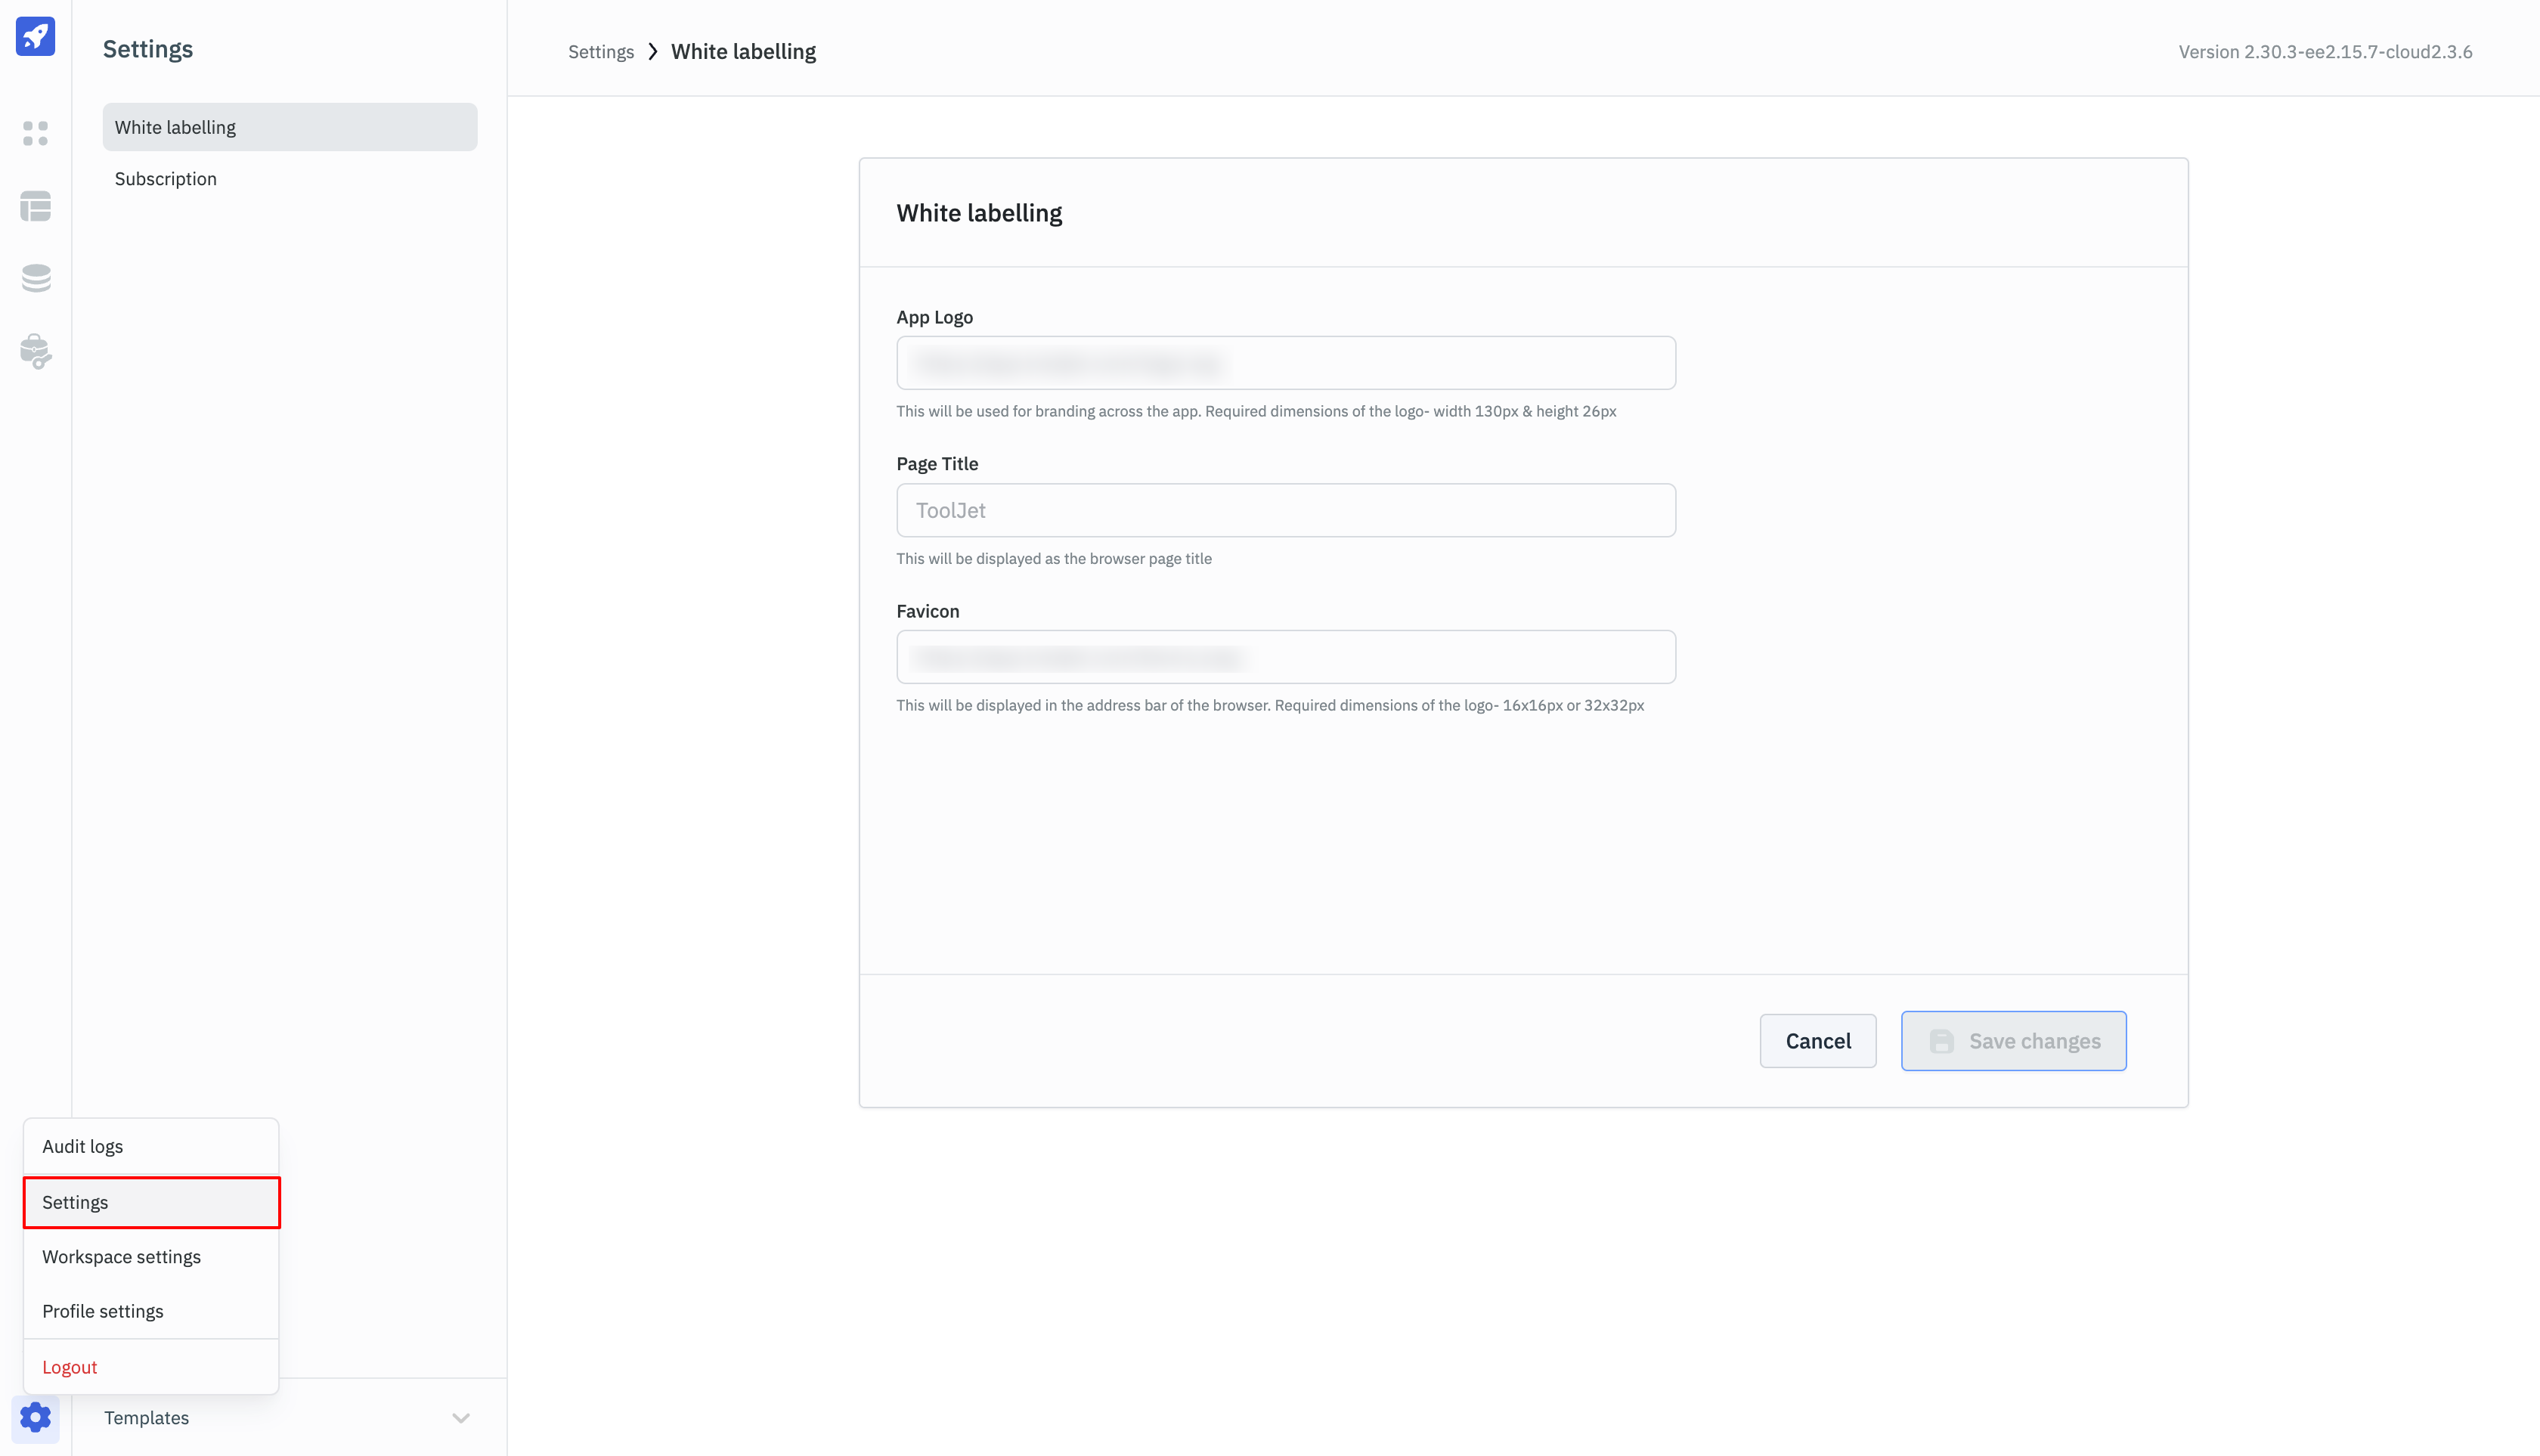 Settings
White labelling
Subscription
Settings > White labelling
Version 2.30.3-ee2.15.7-cloud2.3.6
White labelling
App Logo
This will be used for branding across the app. Required dimensions of the logo- width 130px & height 26px
Page Title
ToolJet
This will be displayed as the browser page title
Favicon
This will be displayed in the address bar of the browser. Required dimensions of the logo- 16x16px or 32x32px
Cancel
Save changes
Audit logs
Settings
Workspace settings
Profile settings
Logout
Templates